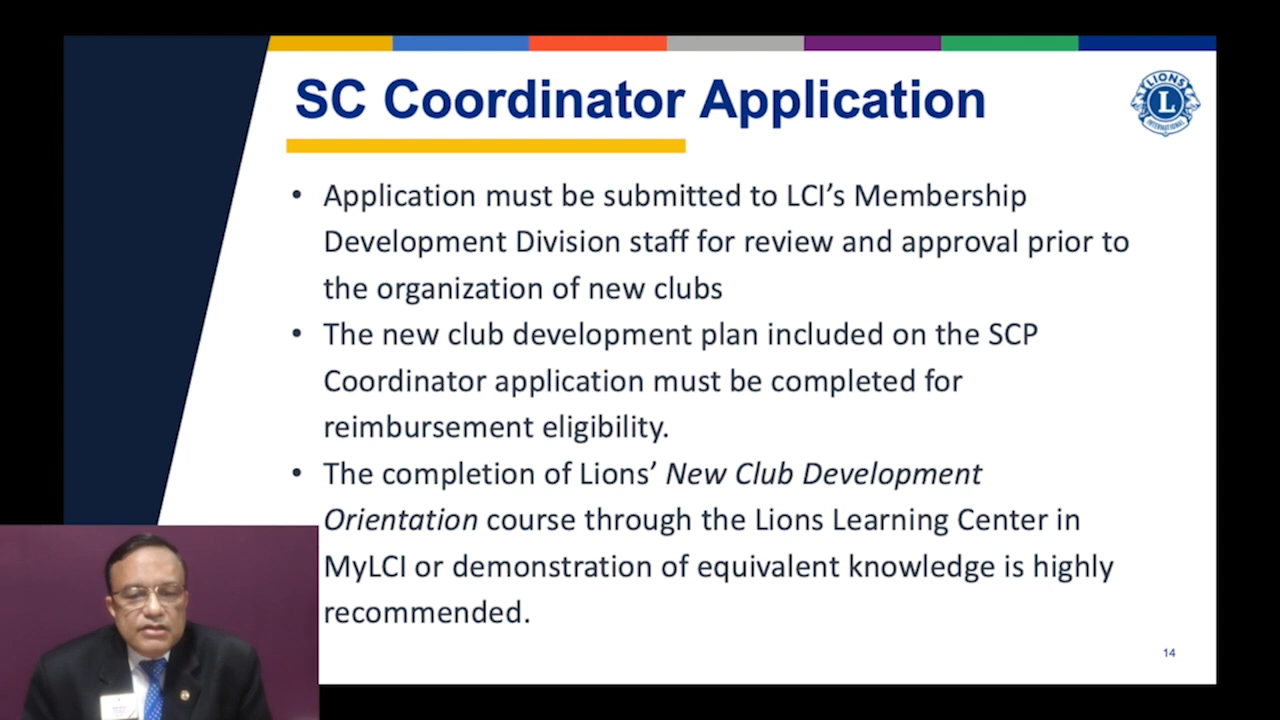 SC Coordinator Application
LIONS
L
INTERNATIONAL
• Application must be submitted to LCI’s Membership
Development Division staff for review and approval prior to
the organization of new clubs
• The new club development plan included on the SCP
Coordinator application must be completed for
reimbursement eligibility.
• The completion of Lions’ New Club Development
Orientation course through the Lions Learning Center in
MyLCI or demonstration of equivalent knowledge is highly
recommended.
14